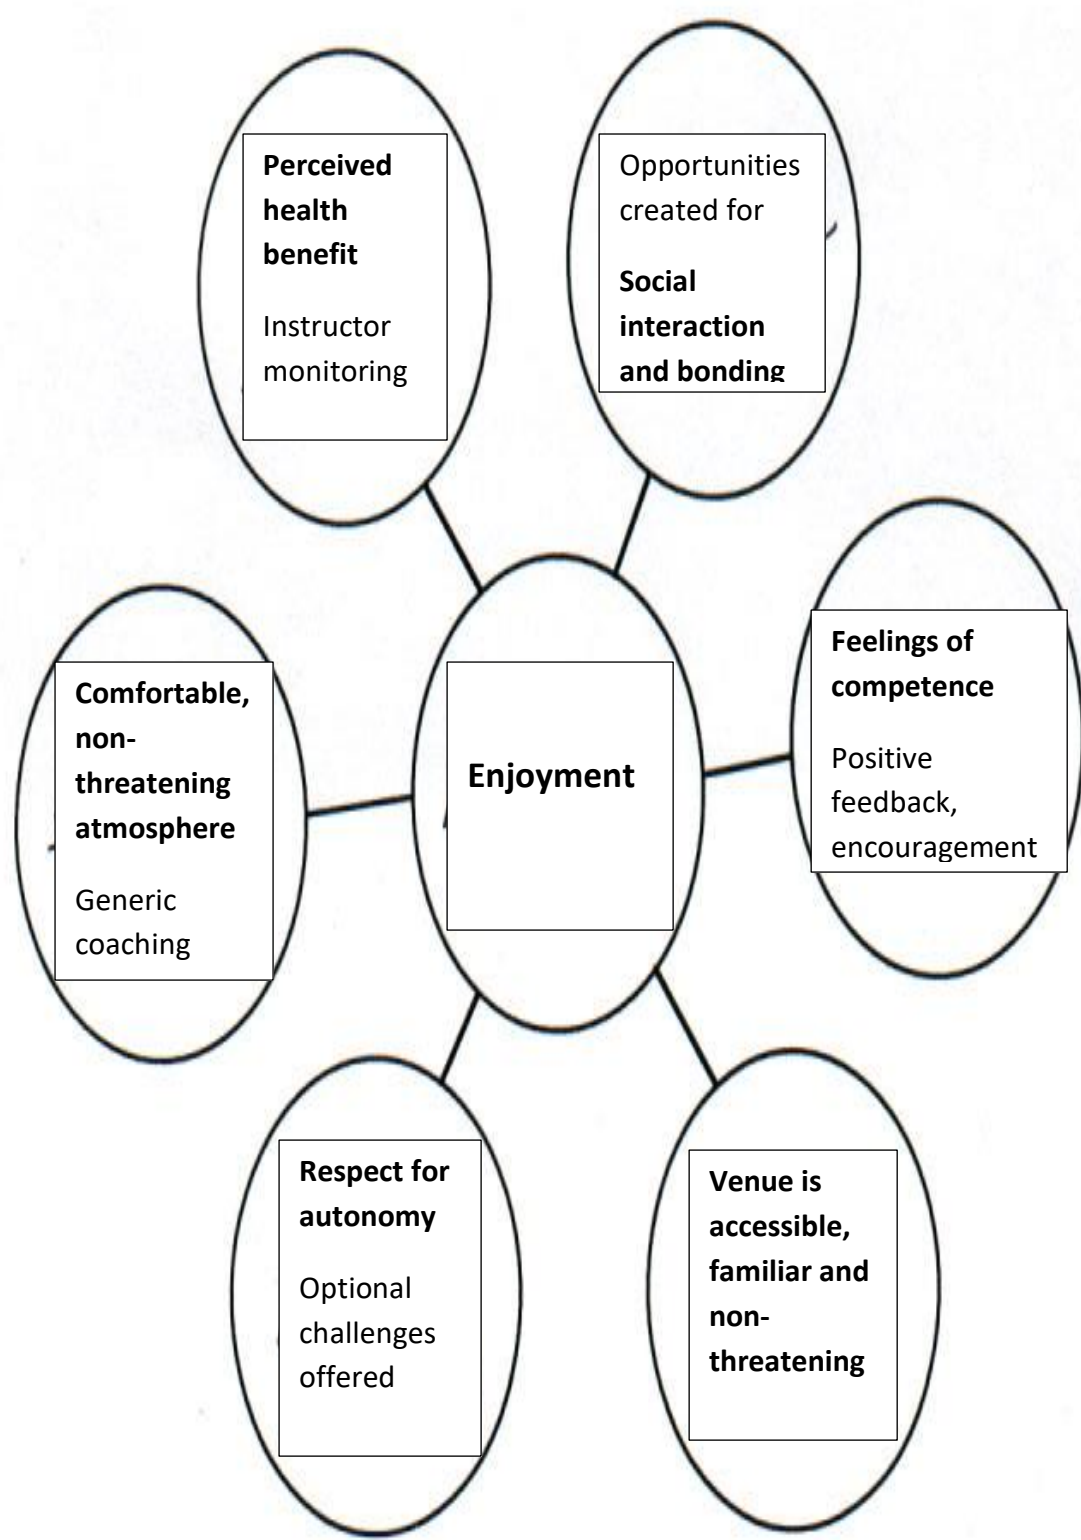 Perceived
health
benefit
Instructor
monitoring
Opportunities
created for
Social
interaction
and bonding
Comfortable,
non-
threatening
atmosphere
Generic
coaching
Enjoyment
Feelings of
competence
Positive
feedback,
encouragement
Respect for
autonomy
Optional
challenges
offered
Venue is
accessible,
familiar and
non-
threatening